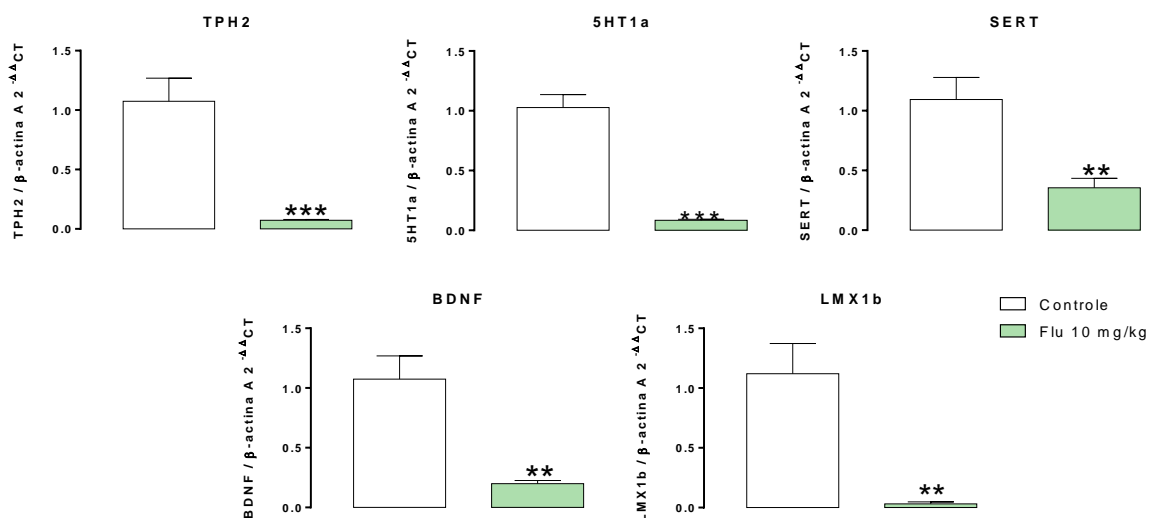 TPH2
TPH2 / β-actina A 2 -ΔΔCT
1.5
1.0
0.5
0.0
***
5HT1a
5HT1a / β-actina A 2 -ΔΔCT
1.5
1.0
0.5
0.0
***
SERT
SERT / β-actina A 2 -ΔΔCT
1.5
1.0
0.5
0.0
**
BDNF
BDNF / β-actina A 2 -ΔΔCT
1.5
1.0
0.5
0.0
**
LMX1b
LMX1b / β-actina A 2 -ΔΔCT
1.5
1.0
0.5
0.0
**
Controle
Flu 10 mg/kg